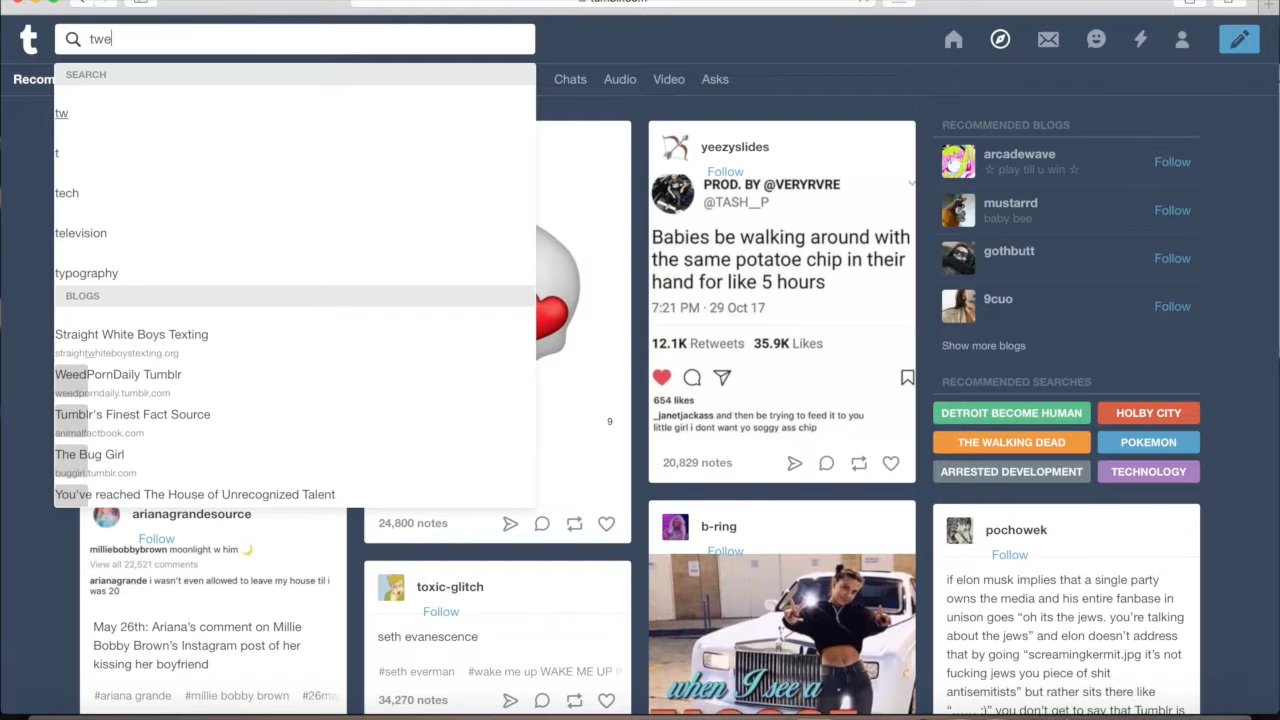 twe
SEARCH
tw
t
tech
television
typography
BLOGS
Straight White Boys Texting
straightwhiteboystexting.org
WeedPornDaily Tumblr
weedporndaily.tumblr.com
Tumblr's Finest Fact Source
animalfactbook.com
The Bug Girl
buggirl.tumblr.com
You've reached The House of Unrecognized Talent
Recom
Chats
Audio
Video
Asks
arianagrandesource
Follow
milliebobbybrown moonlight w him 🌙
View all 22,521 comments
arianagrande i wasn't even allowed to leave my house til i
was 20
May 26th: Ariana's comment on Millie
Bobby Brown's Instagram post of her
kissing her boyfriend
#ariana grande #millie bobby brown #26ma
9
24,800 notes
toxic-glitch
Follow
seth evanescence
#seth everman #wake me up WAKE ME UP I
34,270 notes
yeezyslides
Follow
PROD. BY @VERYRVRE
@TASH__P
Babies be walking around with
the same potatoe chip in their
hand for like 5 hours
7:21 PM · 29 Oct 17
12.1K Retweets 35.9K Likes
654 likes
_janetjackass and then be trying to feed it to you
little girl i dont want yo soggy ass chip
20,829 notes
b-ring
Follow
when I see a
RECOMMENDED BLOGS
arcadewave
☆ play till u win ☆
Follow
mustarrd
baby bee
Follow
gothbutt
Follow
9cuo
Follow
Show more blogs
RECOMMENDED SEARCHES
DETROIT BECOME HUMAN
HOLBY CITY
THE WALKING DEAD
POKEMON
ARRESTED DEVELOPMENT
TECHNOLOGY
pochowek
Follow
if elon musk implies that a single party
owns the media and his entire fanbase in
unison goes "oh its the jews. you're talking
about the jews" and elon doesn't address
that by going "screamingkermit.jpg it's not
fucking jews you piece of shit
antisemitists" but rather sits there like
"...... :)" you don't get to say that Tumblr is